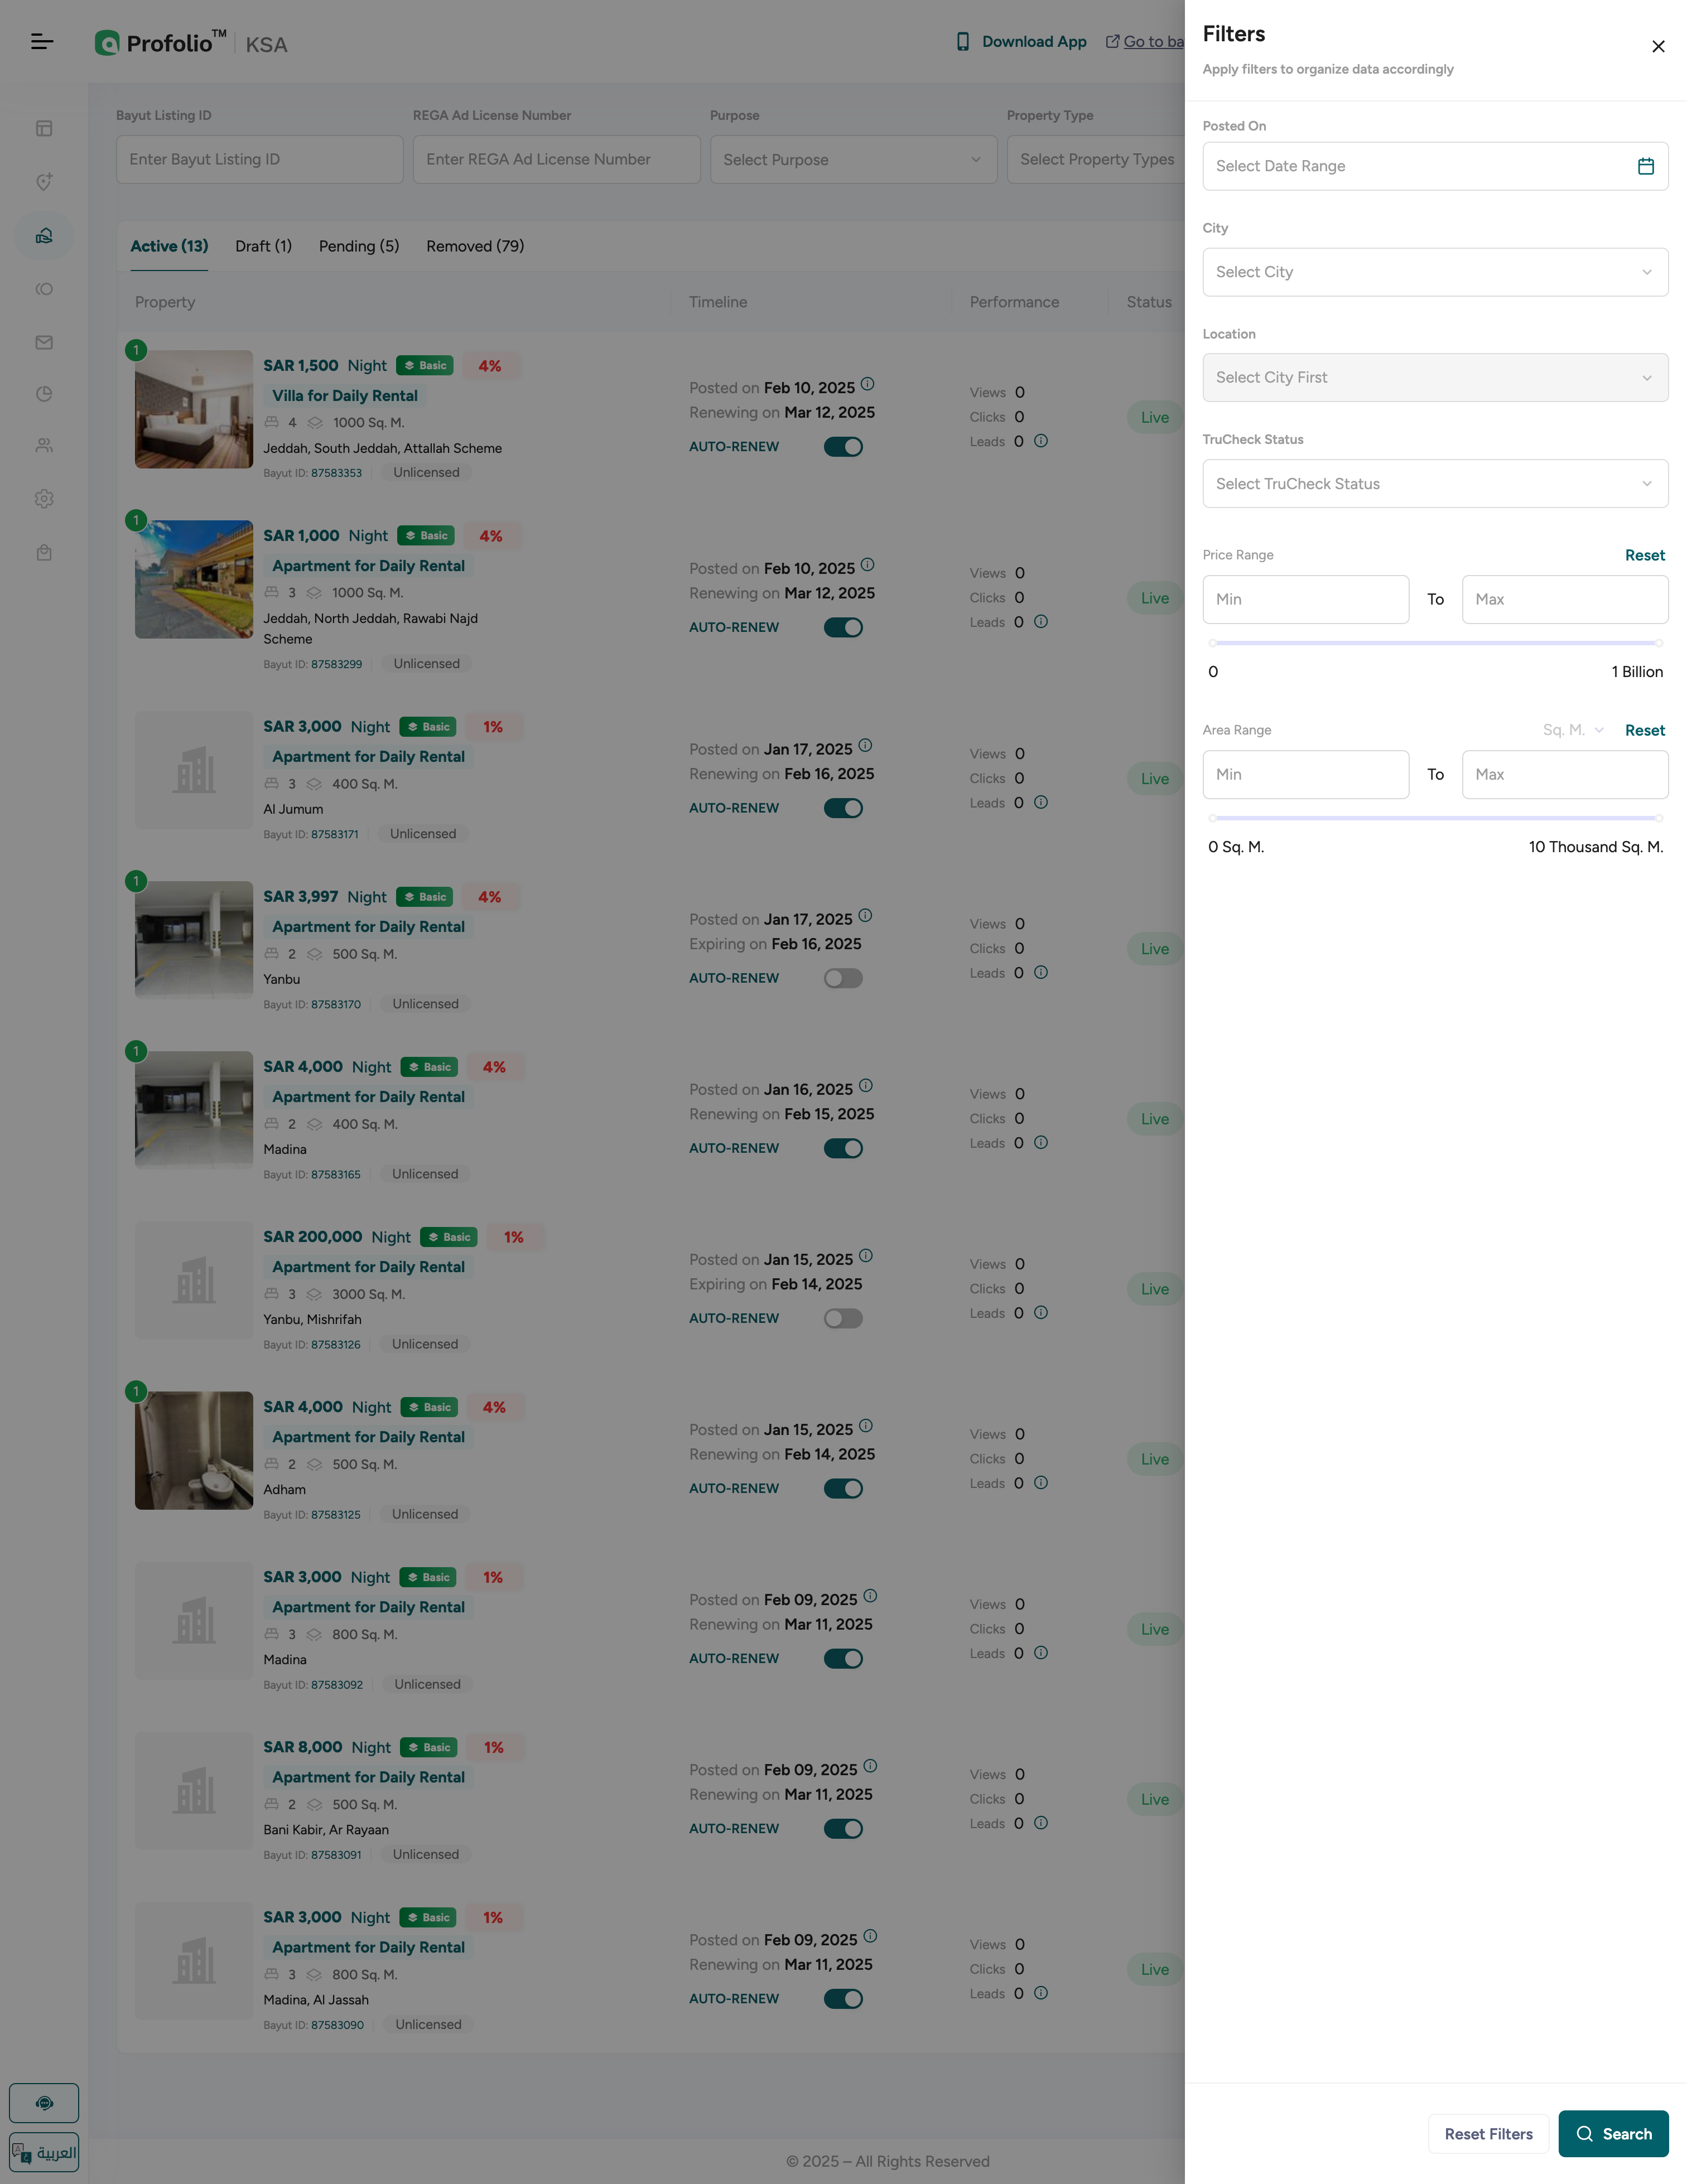 Profolio™ KSA
Download App
Go to ba
Bayut Listing ID
Enter Bayut Listing ID
REGA Ad License Number
Enter REGA Ad License Number
Purpose
Select Purpose
Property Type
Select Property Types
Active (13)
Draft (1)
Pending (5)
Removed (79)
Property
Timeline
Performance
Status
1
SAR 1,500 Night Basic 4%
Villa for Daily Rental
4 1000 Sq. M.
Jeddah, South Jeddah, Attallah Scheme
Bayut ID: 87583353 Unlicensed
Posted on Feb 10, 2025
Renewing on Mar 12, 2025
AUTO-RENEW
Views 0
Clicks 0
Leads 0
Live
1
SAR 1,000 Night Basic 4%
Apartment for Daily Rental
3 1000 Sq. M.
Jeddah, North Jeddah, Rawabi Najd
Scheme
Bayut ID: 87583299 Unlicensed
Posted on Feb 10, 2025
Renewing on Mar 12, 2025
AUTO-RENEW
Views 0
Clicks 0
Leads 0
Live
SAR 3,000 Night Basic 1%
Apartment for Daily Rental
3 400 Sq. M.
Al Jumum
Bayut ID: 87583171 Unlicensed
Posted on Jan 17, 2025
Renewing on Feb 16, 2025
AUTO-RENEW
Views 0
Clicks 0
Leads 0
Live
1
SAR 3,997 Night Basic 4%
Apartment for Daily Rental
2 500 Sq. M.
Yanbu
Bayut ID: 87583170 Unlicensed
Posted on Jan 17, 2025
Expiring on Feb 16, 2025
AUTO-RENEW
Views 0
Clicks 0
Leads 0
Live
1
SAR 4,000 Night Basic 4%
Apartment for Daily Rental
2 400 Sq. M.
Madina
Bayut ID: 87583165 Unlicensed
Posted on Jan 16, 2025
Renewing on Feb 15, 2025
AUTO-RENEW
Views 0
Clicks 0
Leads 0
Live
SAR 200,000 Night Basic 1%
Apartment for Daily Rental
3 3000 Sq. M.
Yanbu, Mishrifah
Bayut ID: 87583126 Unlicensed
Posted on Jan 15, 2025
Expiring on Feb 14, 2025
AUTO-RENEW
Views 0
Clicks 0
Leads 0
Live
1
SAR 4,000 Night Basic 4%
Apartment for Daily Rental
2 500 Sq. M.
Adham
Bayut ID: 87583125 Unlicensed
Posted on Jan 15, 2025
Renewing on Feb 14, 2025
AUTO-RENEW
Views 0
Clicks 0
Leads 0
Live
SAR 3,000 Night Basic 1%
Apartment for Daily Rental
3 800 Sq. M.
Madina
Bayut ID: 87583092 Unlicensed
Posted on Feb 09, 2025
Renewing on Mar 11, 2025
AUTO-RENEW
Views 0
Clicks 0
Leads 0
Live
SAR 8,000 Night Basic 1%
Apartment for Daily Rental
2 500 Sq. M.
Bani Kabir, Ar Rayaan
Bayut ID: 87583091 Unlicensed
Posted on Feb 09, 2025
Renewing on Mar 11, 2025
AUTO-RENEW
Views 0
Clicks 0
Leads 0
Live
SAR 3,000 Night Basic 1%
Apartment for Daily Rental
3 800 Sq. M.
Madina, Al Jassah
Bayut ID: 87583090 Unlicensed
Posted on Feb 09, 2025
Renewing on Mar 11, 2025
AUTO-RENEW
Views 0
Clicks 0
Leads 0
Live
العربية
© 2025 – All Rights Reserved
Filters
Apply filters to organize data accordingly
Posted On
Select Date Range
City
Select City
Location
Select City First
TruCheck Status
Select TruCheck Status
Price Range Reset
Min To Max
0 1 Billion
Area Range Sq. M. Reset
Min To Max
0 Sq. M. 10 Thousand Sq. M.
Reset Filters
Search